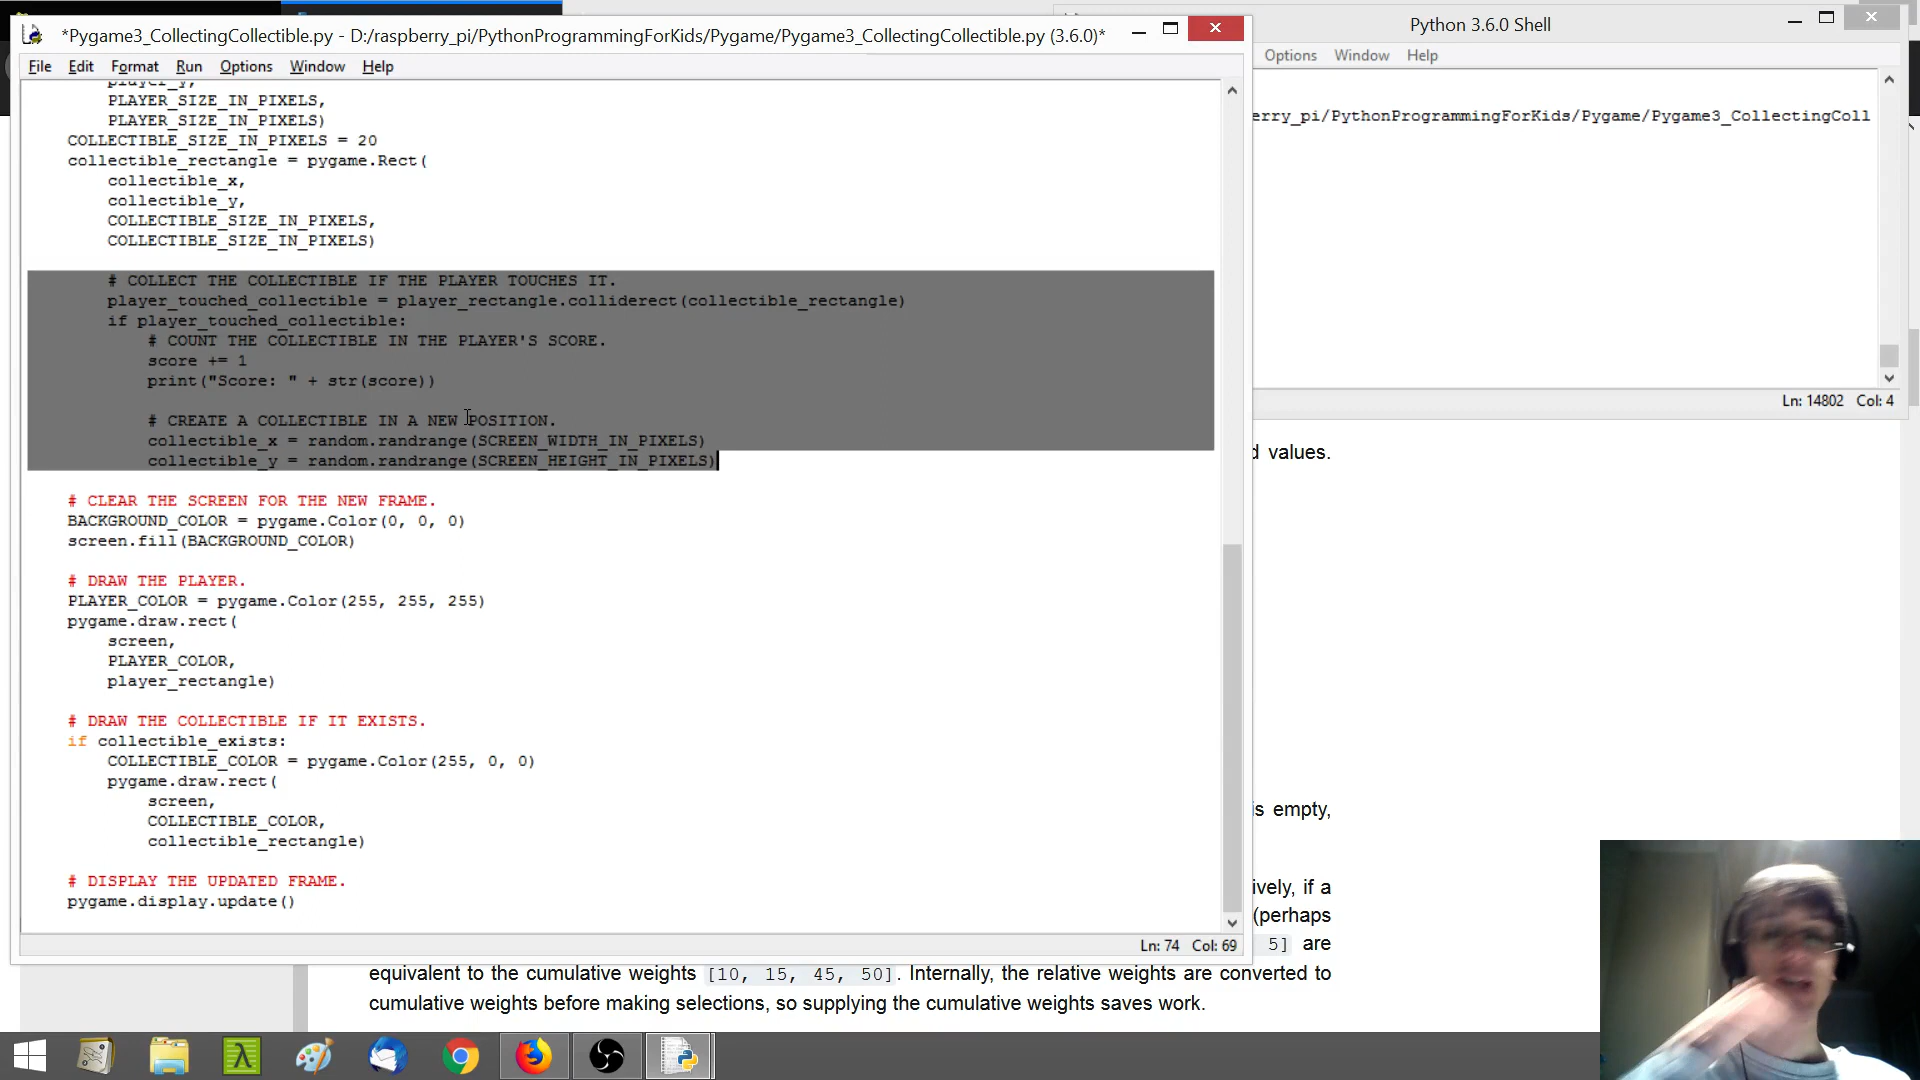 *Pygame3_CollectingCollectible.py - D:/raspberry_pi/PythonProgrammingForKids/Pygame/Pygame3_CollectingCollectible.py (3.6.0)*
Python 3.6.0 Shell
File Edit Format Run Options Window Help
Options Window Help
player_y,
PLAYER_SIZE_IN_PIXELS,
PLAYER_SIZE_IN_PIXELS)
COLLECTIBLE_SIZE_IN_PIXELS = 20
collectible_rectangle = pygame.Rect(
collectible_x,
collectible_y,
COLLECTIBLE_SIZE_IN_PIXELS,
COLLECTIBLE_SIZE_IN_PIXELS)
# COLLECT THE COLLECTIBLE IF THE PLAYER TOUCHES IT.
player_touched_collectible = player_rectangle.colliderect(collectible_rectangle)
if player_touched_collectible:
# COUNT THE COLLECTIBLE IN THE PLAYER'S SCORE.
score += 1
print("Score: " + str(score))
# CREATE A COLLECTIBLE IN A NEW POSITION.
collectible_x = random.randrange(SCREEN_WIDTH_IN_PIXELS)
collectible_y = random.randrange(SCREEN_HEIGHT_IN_PIXELS)
# CLEAR THE SCREEN FOR THE NEW FRAME.
BACKGROUND_COLOR = pygame.Color(0, 0, 0)
screen.fill(BACKGROUND_COLOR)
# DRAW THE PLAYER.
PLAYER_COLOR = pygame.Color(255, 255, 255)
pygame.draw.rect(
screen,
PLAYER_COLOR,
player_rectangle)
# DRAW THE COLLECTIBLE IF IT EXISTS.
if collectible_exists:
COLLECTIBLE_COLOR = pygame.Color(255, 0, 0)
pygame.draw.rect(
screen,
COLLECTIBLE_COLOR,
collectible_rectangle)
# DISPLAY THE UPDATED FRAME.
pygame.display.update()
Ln: 74 Col: 69
erry_pi/PythonProgrammingForKids/Pygame/Pygame3_CollectingColl
Ln: 14802 Col: 4
d values.
is empty,
ively, if a
(perhaps
5] are
equivalent to the cumulative weights [10, 15, 45, 50]. Internally, the relative weights are converted to
cumulative weights before making selections, so supplying the cumulative weights saves work.